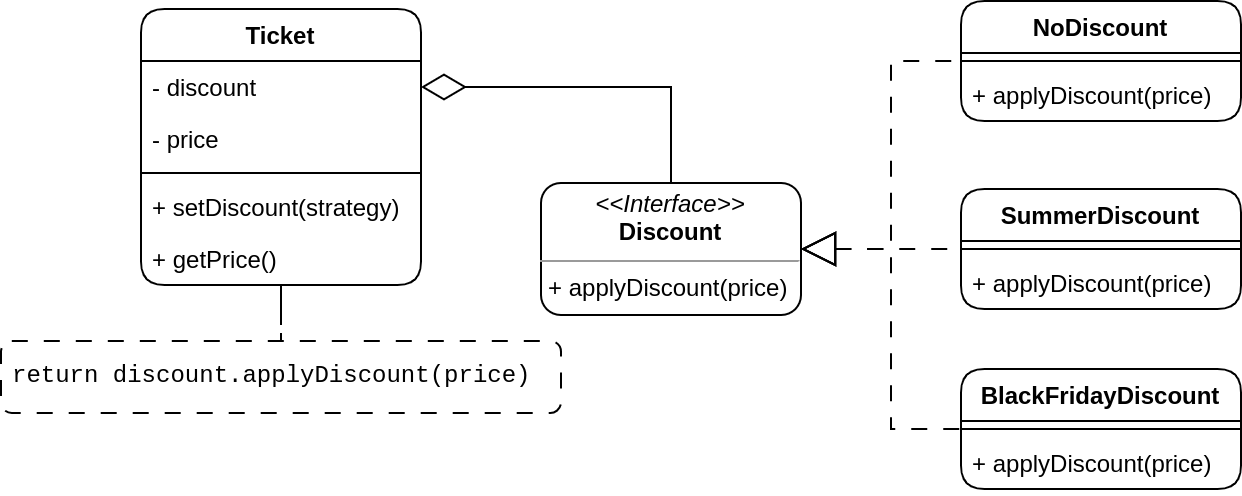 Ticket
- discount
- price
+ setDiscount(strategy)
+ getPrice()
return discount.applyDiscount(price)
<<Interface>>
Discount
+ applyDiscount(price)
NoDiscount
+ applyDiscount(price)
SummerDiscount
+ applyDiscount(price)
BlackFridayDiscount
+ applyDiscount(price)